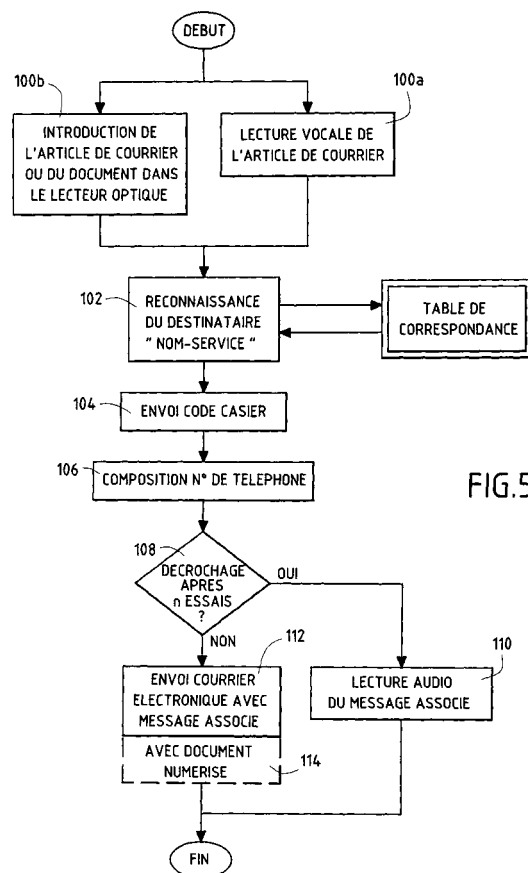 DEBUT
100b
100a
INTRODUCTION DE
L'ARTICLE DE COURRIER
OU DU DOCUMENT DANS
LE LECTEUR OPTIQUE
LECTURE VOCALE DE
L'ARTICLE DE COURRIER
102
RECONNAISSANCE
DU DESTINATAIRE
" NOM-SERVICE "
TABLE DE
CORRESPONDANCE
104
ENVOI CODE CASIER
106
COMPOSITION N° DE TELEPHONE
FIG.5
108
DECROCHAGE
APRES
n ESSAIS
?
OUI
NON
112
110
ENVOI COURRIER
ELECTRONIQUE AVEC
MESSAGE ASSOCIE
LECTURE AUDIO
DU MESSAGE ASSOCIE
AVEC DOCUMENT
NUMERISE
114
FIN